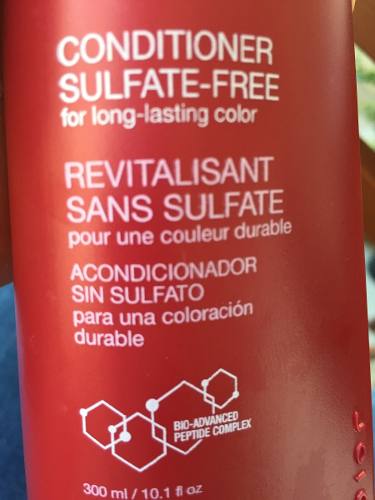 CONDITIONER
SULFATE-FREE
for long-lasting color
REVITALISANT
SANS SULFATE
pour une couleur durable
ACONDICIONADOR
SIN SULFATO
para una coloración
durable
BIO-ADVANCED
PEPTIDE COMPLEX
300 ml / 10.1 fl oz